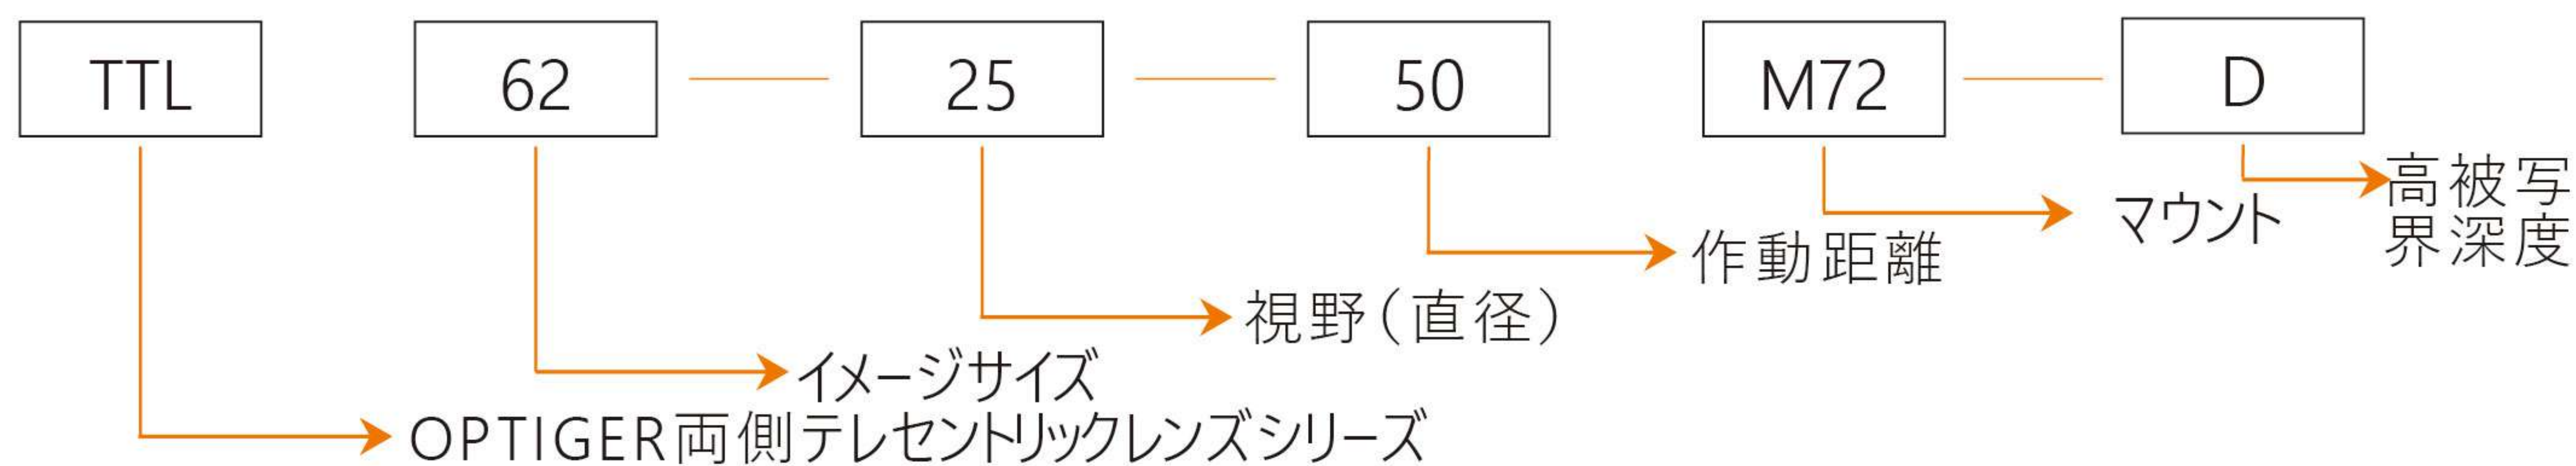 TTL 62 25 50 M72 D
高被写
界深度
マウント
作動距離
視野(直径)
イメージサイズ
OPTIGER両側テレセントリックレンズシリーズ